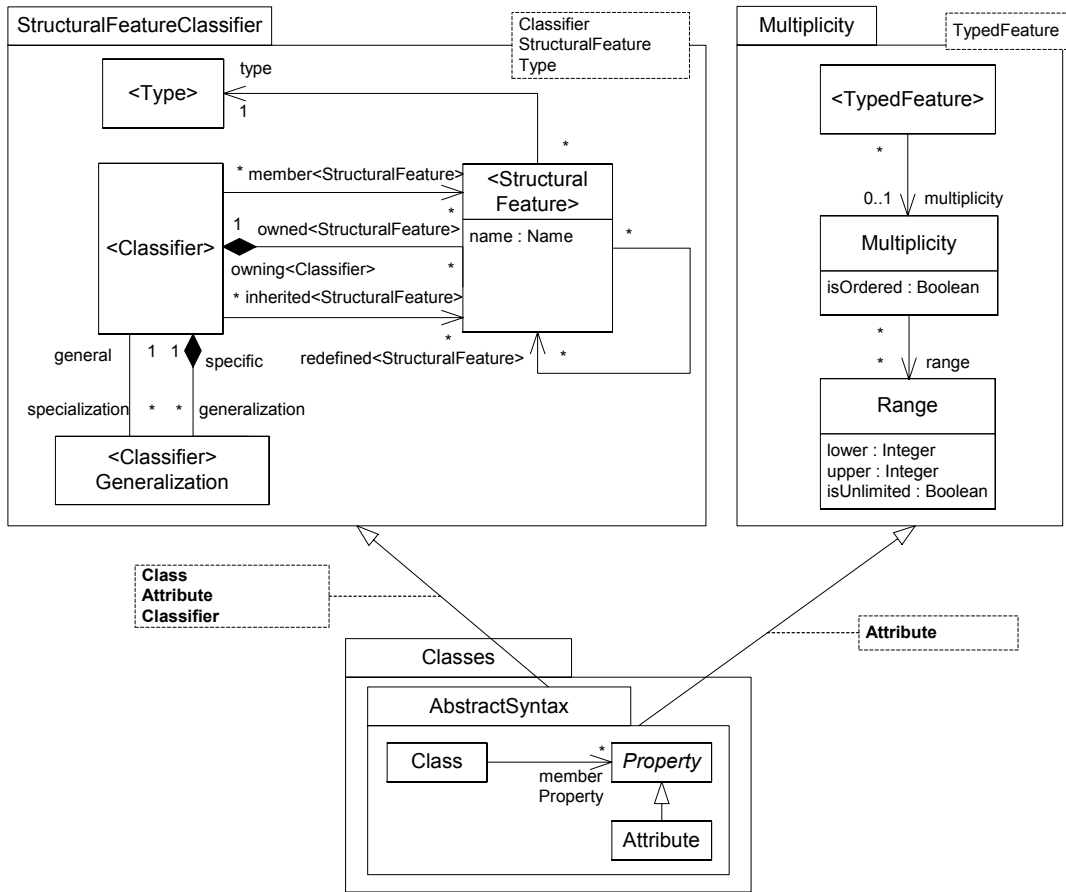 StructuralFeatureClassifier
Classifier
StructuralFeature
Type
type
<Type>
1
*
* member<StructuralFeature>
<Structural
Feature>
*
1 owned<StructuralFeature>
name : Name
*
<Classifier>
owning<Classifier>
*
* inherited<StructuralFeature>
*
redefined<StructuralFeature>
*
general
1
1
specific
specialization
*
*
generalization
<Classifier>
Generalization
Multiplicity
TypedFeature
<TypedFeature>
*
0..1
multiplicity
Multiplicity
isOrdered : Boolean
*
*
range
Range
lower : Integer
upper : Integer
isUnlimited : Boolean
Class
Attribute
Classifier
Attribute
Classes
AbstractSyntax
Class
*
member
Property
Property
Attribute